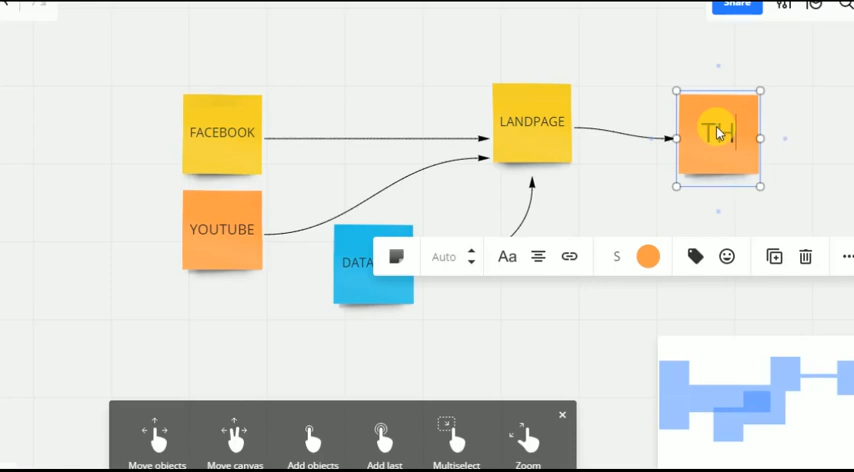 Share
FACEBOOK
LANDPAGE
TH
YOUTUBE
DATA
Auto
Aa
S
Move objects
Move canvas
Add objects
Add last
Multiselect
Zoom